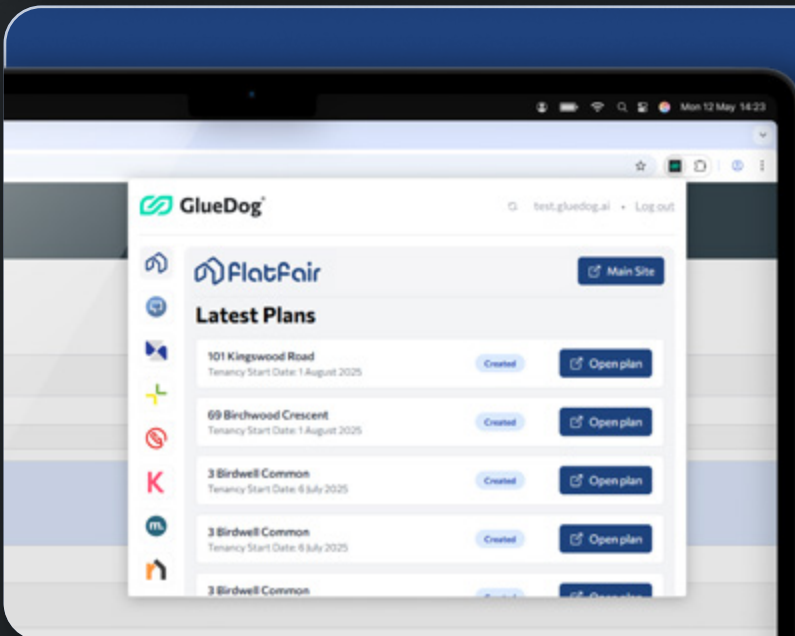 Mon 12 May 14:23
GlueDog
test.gluedog.ai • Log out
flatfair
Main Site
Latest Plans
101 Kingswood Road
Tenancy Start Date: 1 August 2025
Created
Open plan
69 Birchwood Crescent
Tenancy Start Date: 1 August 2025
Created
Open plan
3 Birdwell Common
Tenancy Start Date: 6 July 2025
Created
Open plan
3 Birdwell Common
Tenancy Start Date: 6 July 2025
Created
Open plan
3 Birdwell Common
K
m.